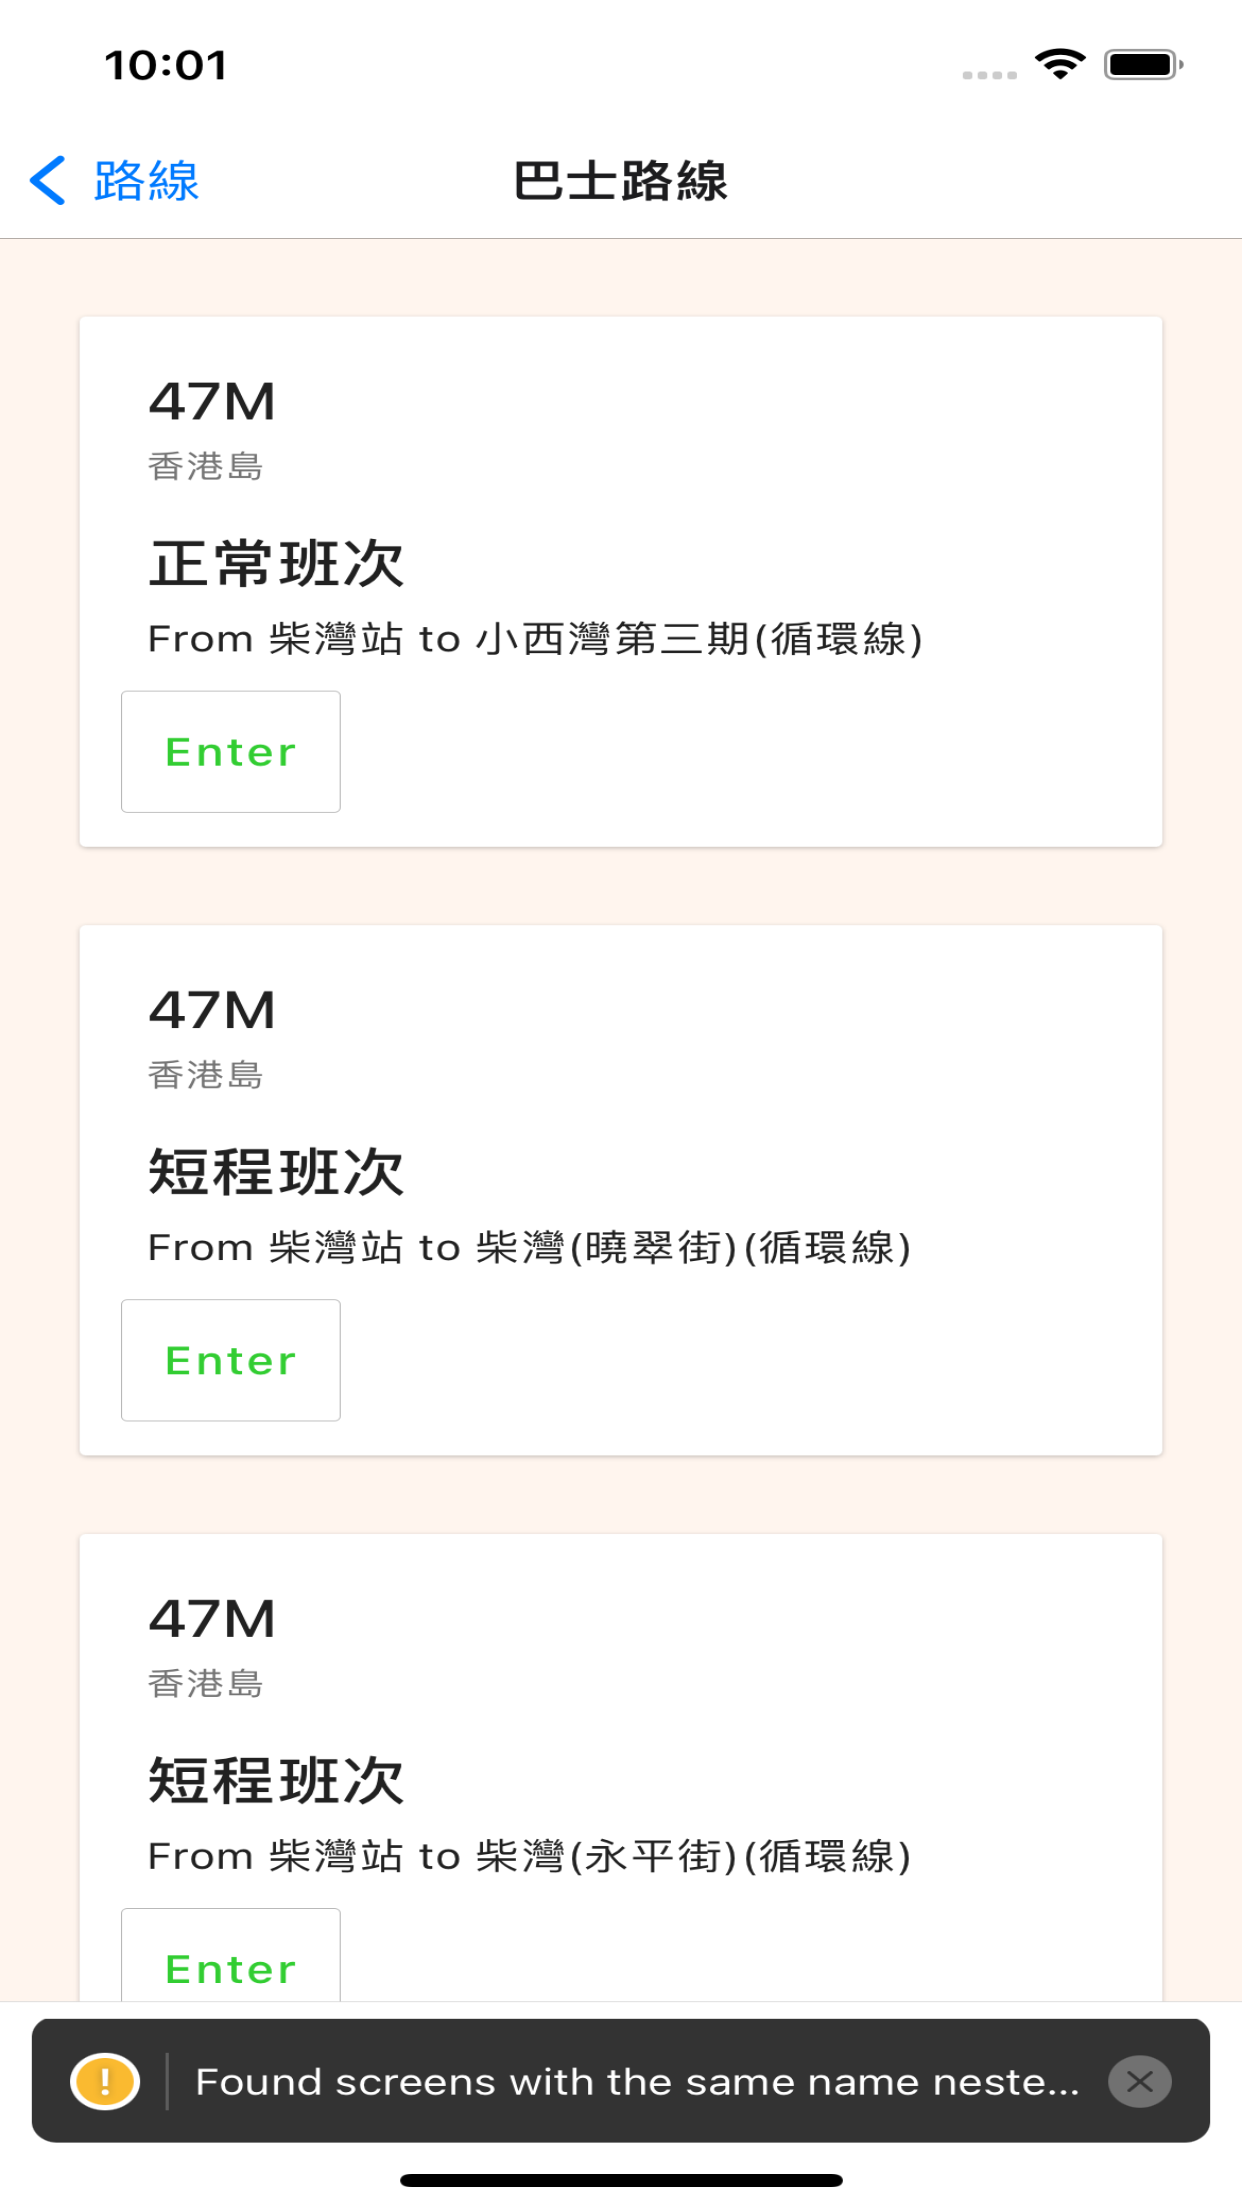 10:01
路線
巴士路線
47M
香港島
正常班次
From 柴灣站 to 小西灣第三期(循環線)
Enter
47M
香港島
短程班次
From 柴灣站 to 柴灣(曉翠街)(循環線)
Enter
47M
香港島
短程班次
From 柴灣站 to 柴灣(永平街)(循環線)
Enter
Found screens with the same name neste...